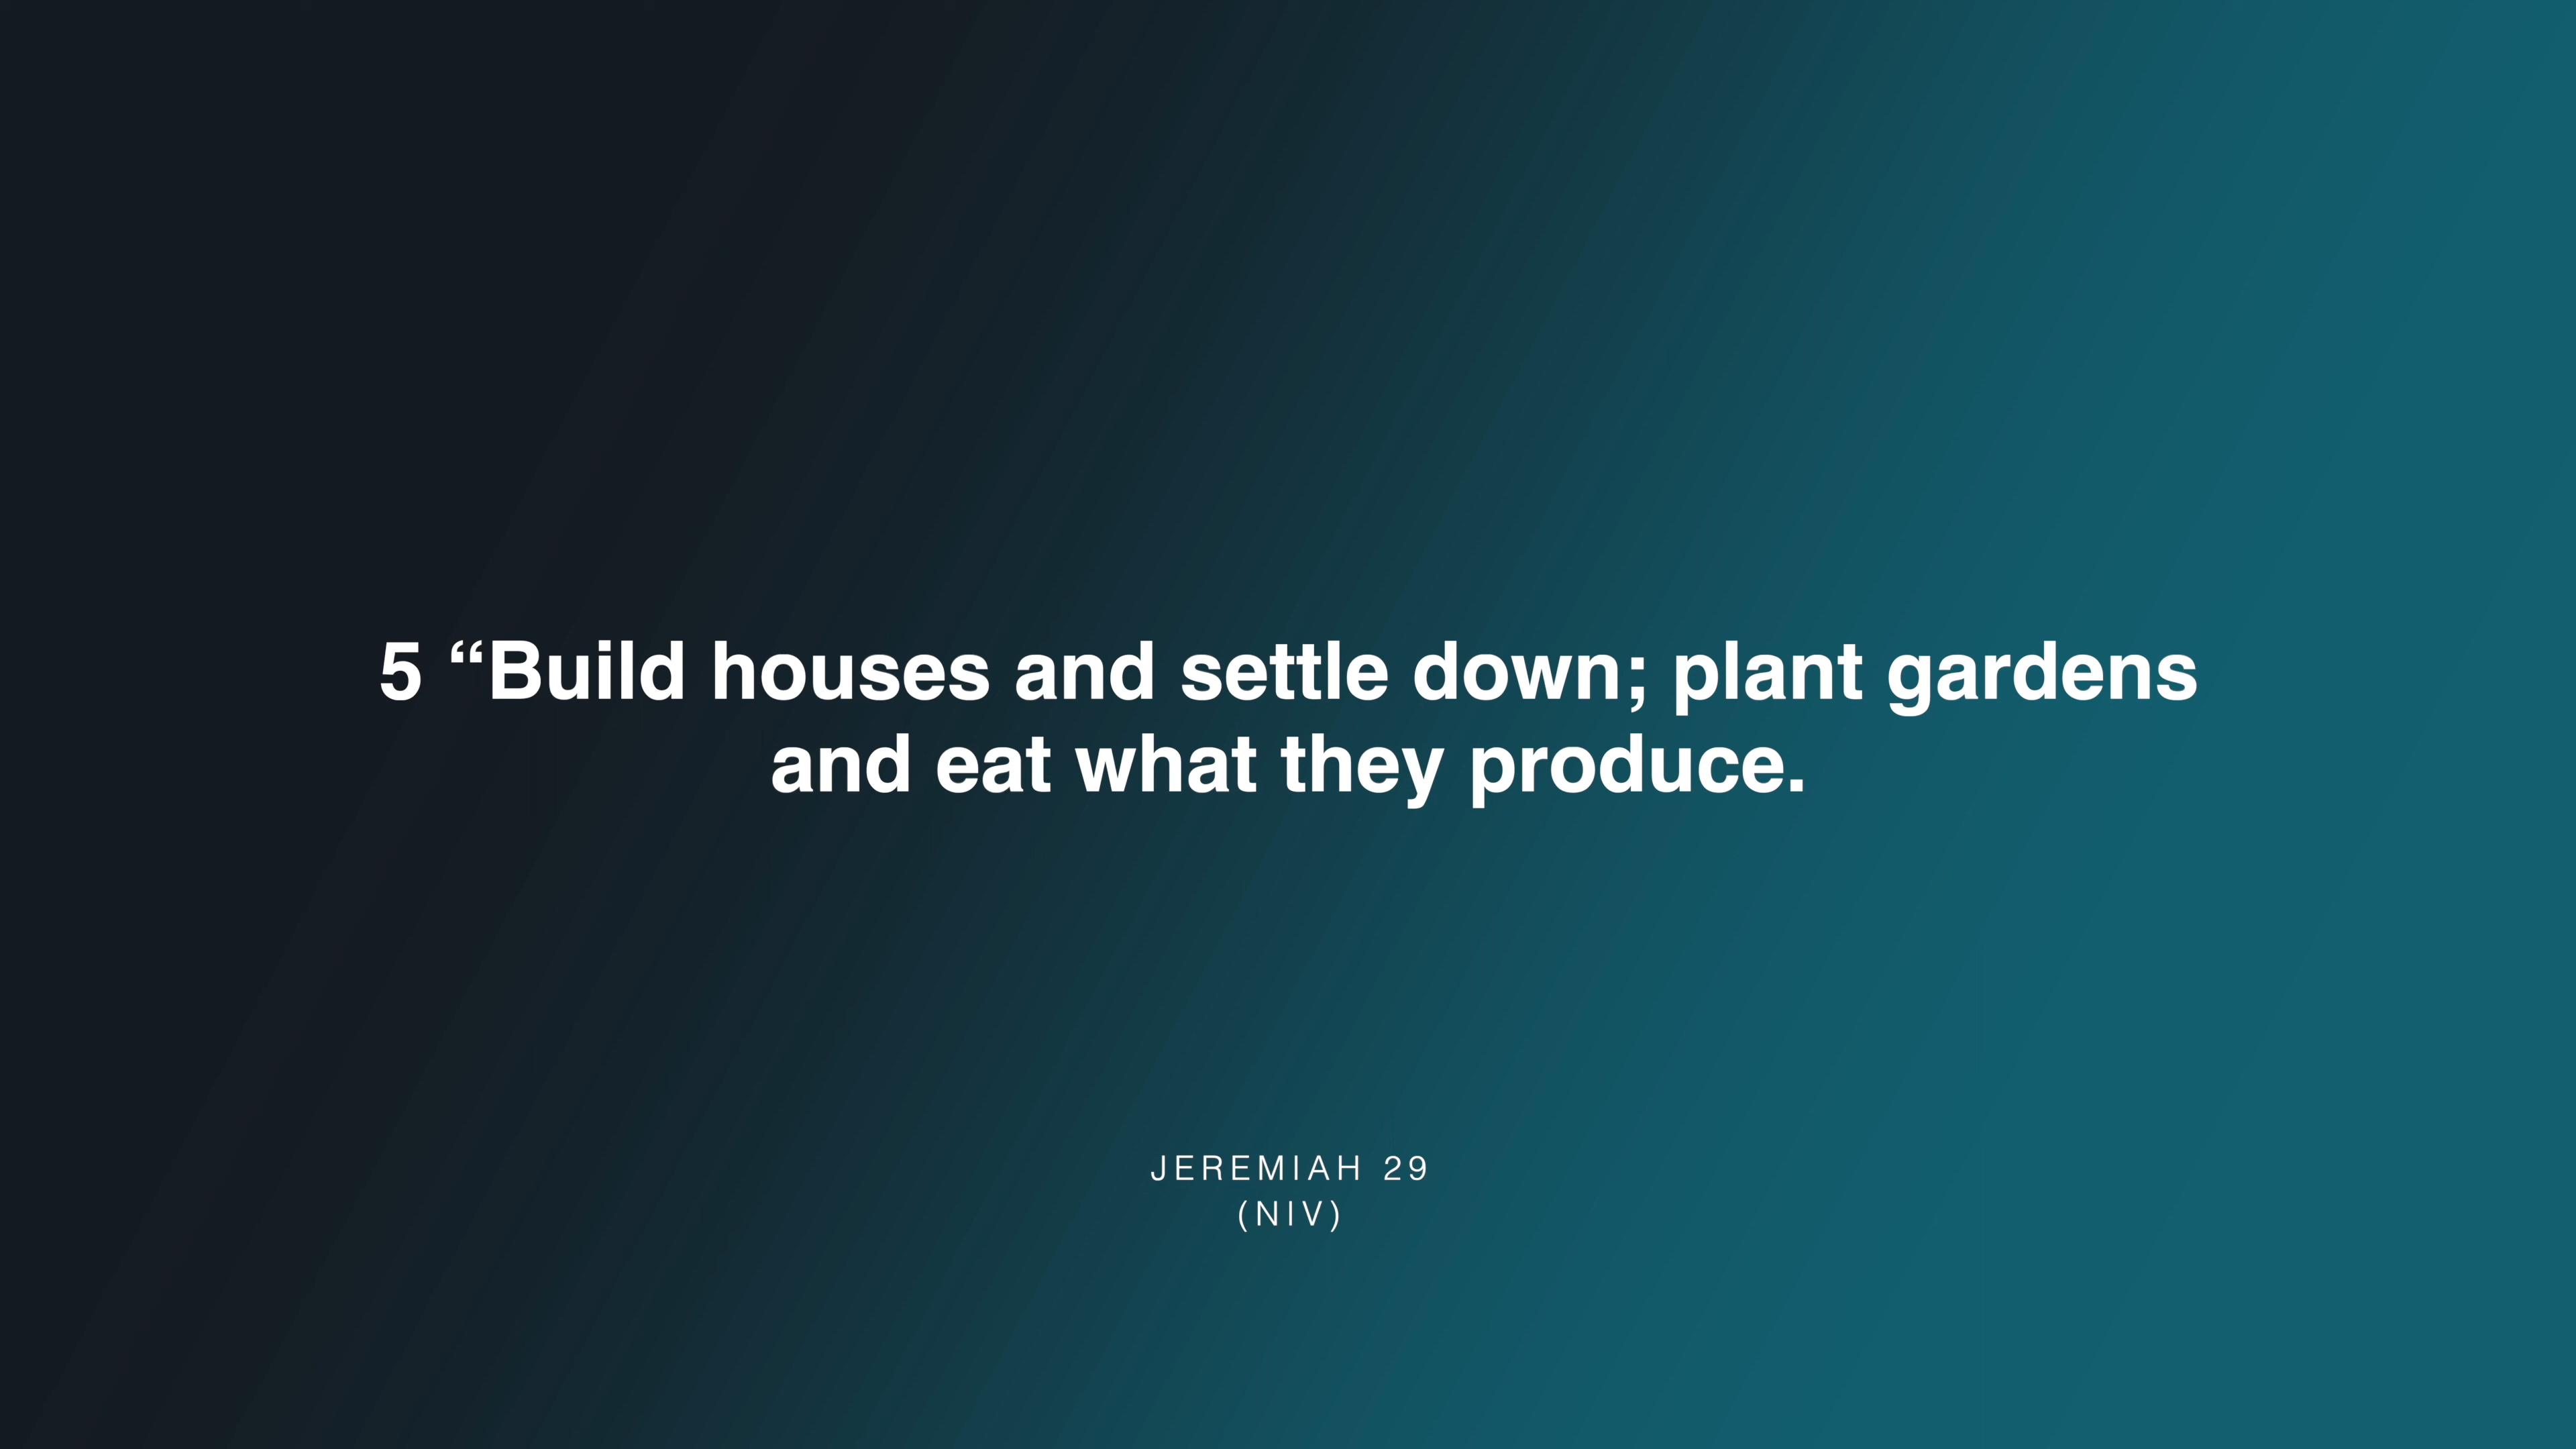 5 “Build houses and settle down; plant gardens
and eat what they produce.
JEREMIAH 29
(NIV)